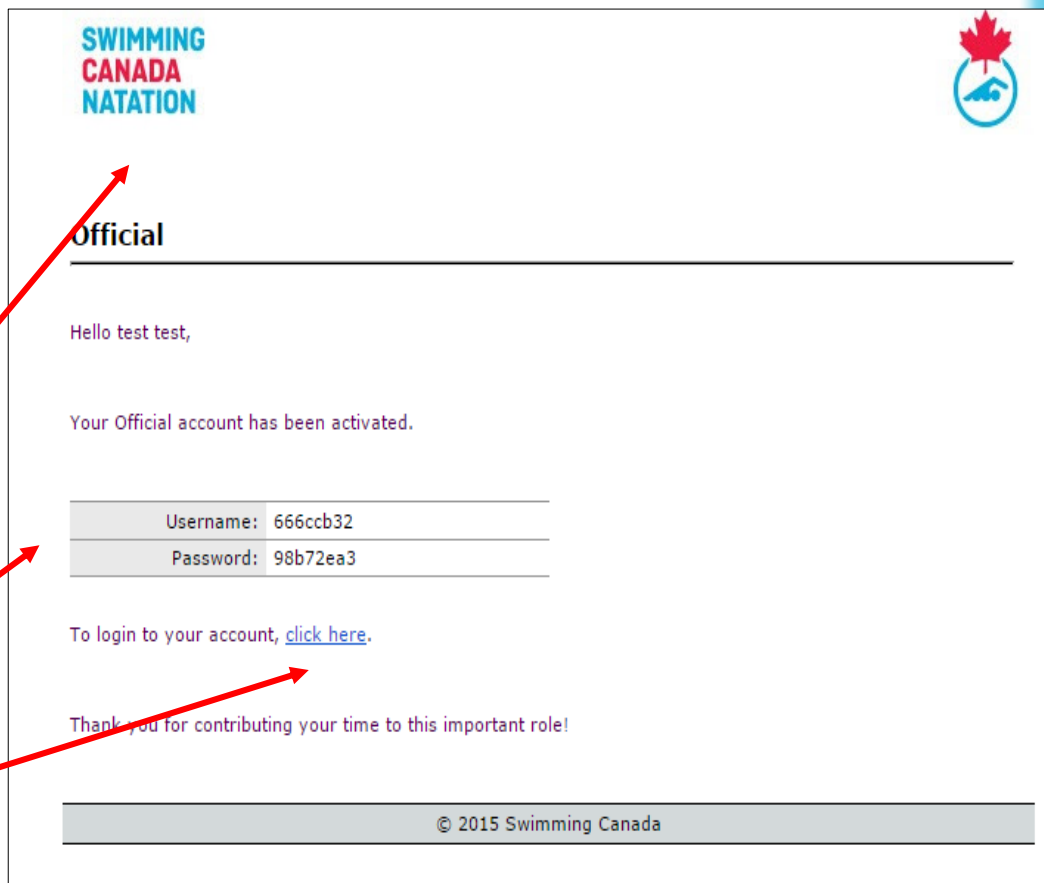 SWIMMING
CANADA
NATATION
Official
Hello test test,
Your Official account has been activated.
Username: 666ccb32
Password: 98b72ea3
To login to your account, click here.
Thank you for contributing your time to this important role!
© 2015 Swimming Canada